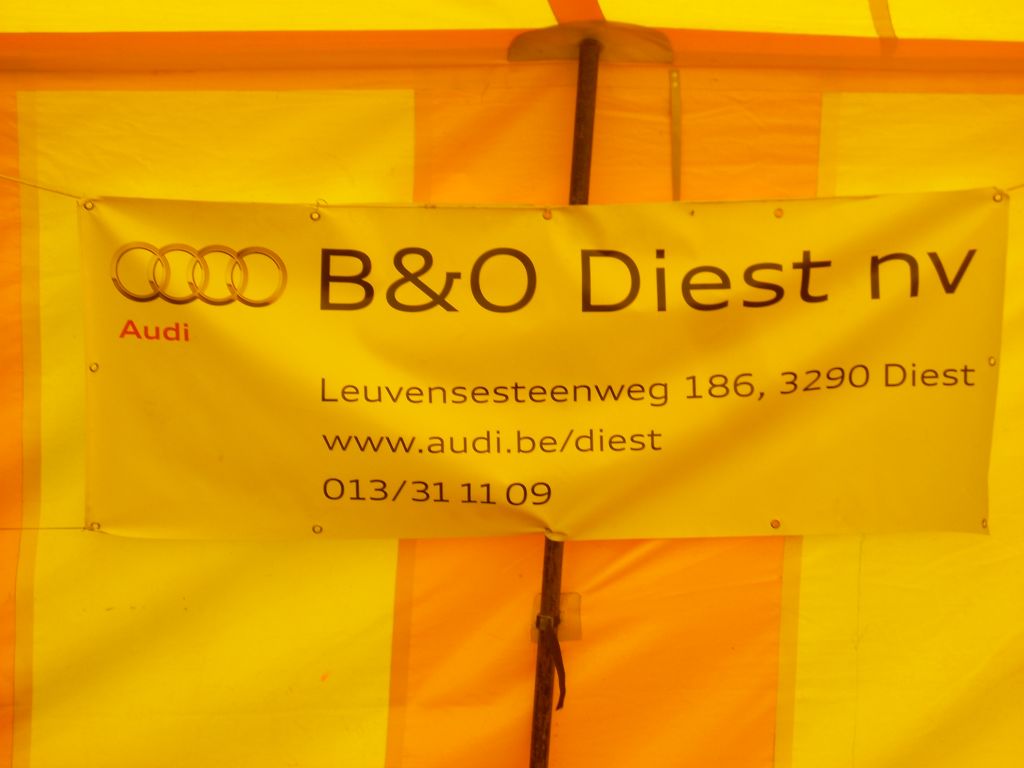 B&O Diest nv
Audi
Leuvensesteenweg 186, 3290 Diest
www.audi.be/diest
013/31 11 09